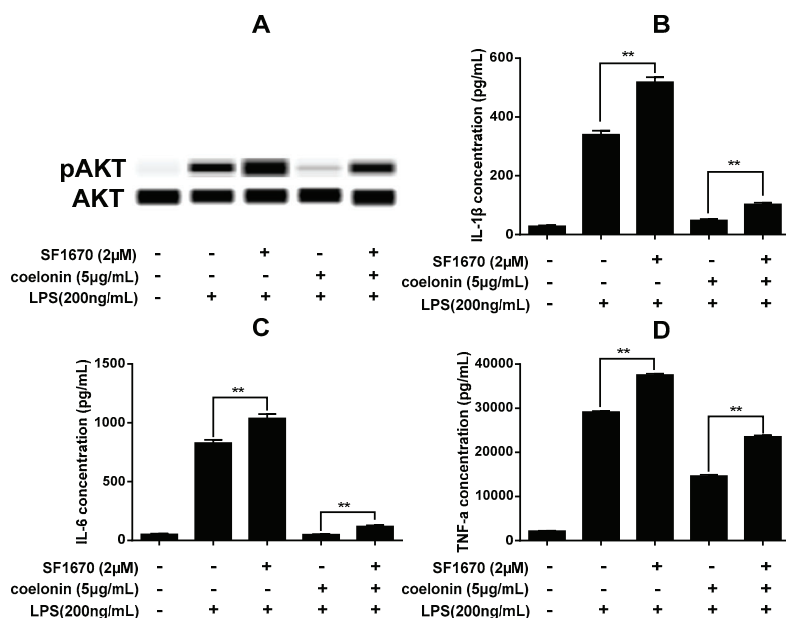 A
pAKT
AKT
SF1670 (2μM) - - + - +
coelonin (5μg/mL) - - - + +
LPS(200ng/mL) - + + + +
B
IL-1β concentration (pg/mL)
600
400
200
0
**
**
SF1670 (2μM) - - + - +
coelonin (5μg/mL) - - - + +
LPS(200ng/mL) - + + + +
C
IL-6 concentration (pg/mL)
1500
1000
500
0
**
**
SF1670 (2μM) - - + - +
coelonin (5μg/mL) - - - + +
LPS(200ng/mL) - + + + +
D
TNF-a concentration (pg/mL)
40000
30000
20000
10000
0
**
**
SF1670 (2μM) - - + - +
coelonin (5μg/mL) - - - + +
LPS(200ng/mL) - + + + +